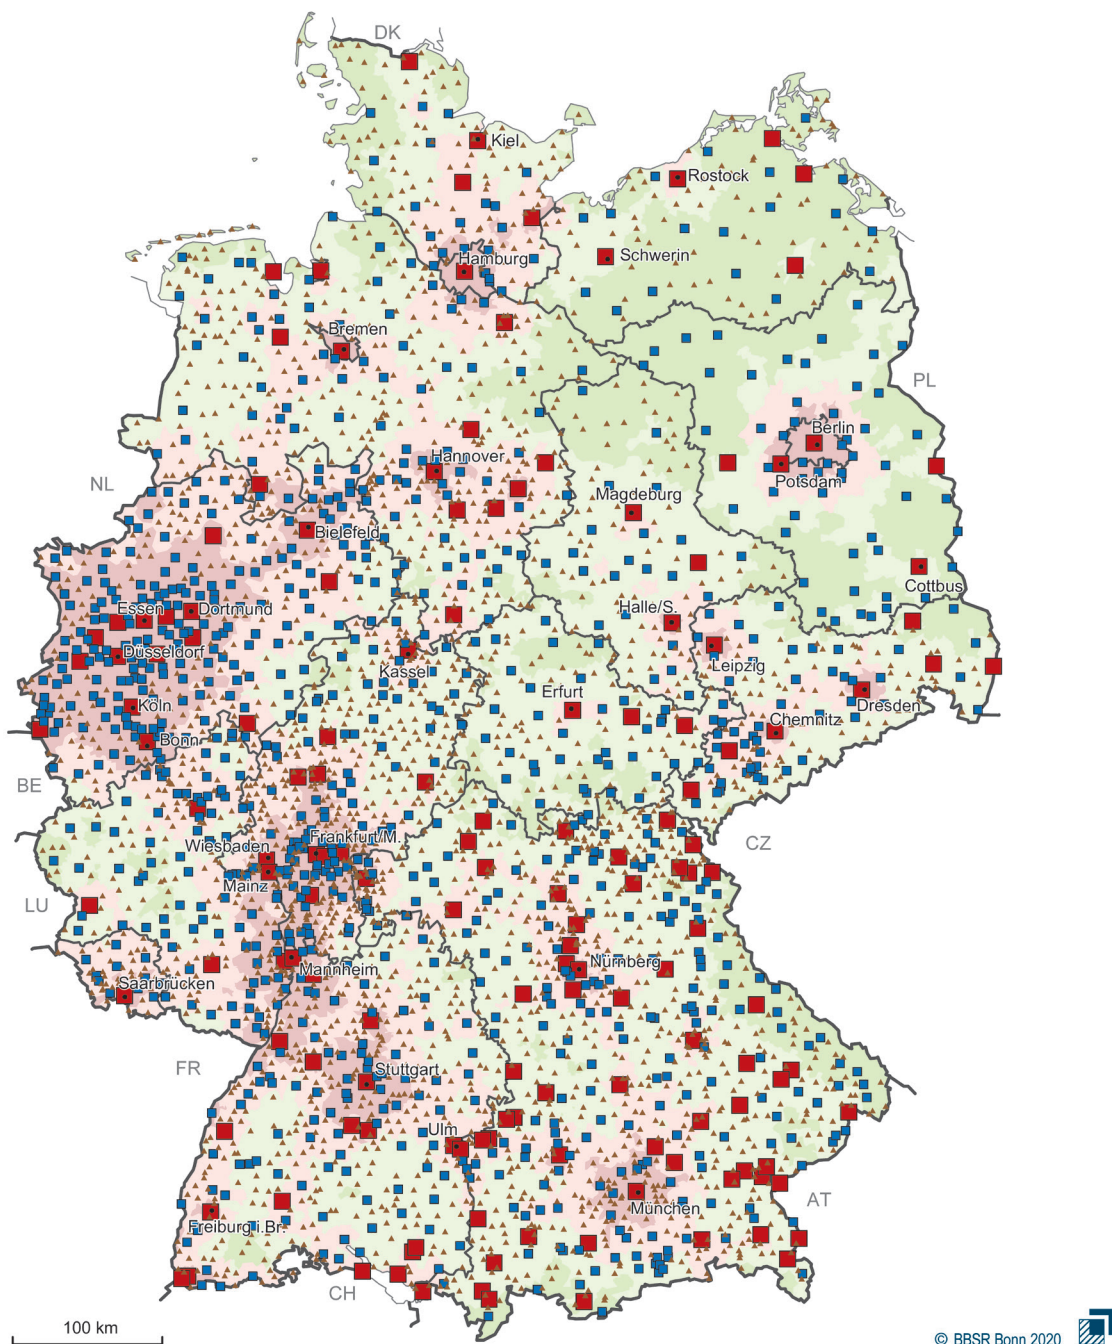 DK
Kiel
Rostock
Hamburg
Schwerin
Bremen
PL
Berlin
Hannover
Potsdam
NL
Magdeburg
Bielefeld
Cottbus
Essen
Dortmund
Halle/S.
Düsseldorf
Leipzig
Kassel
Erfurt
Köln
Dresden
Chemnitz
Bonn
BE
Frankfurt/M.
Wiesbaden
CZ
Mainz
LU
Nürnberg
Mannheim
Saarbrücken
FR
Stuttgart
Ulm
AT
München
Freiburg i.Br.
CH
100 km
© BBSR Bonn 2020